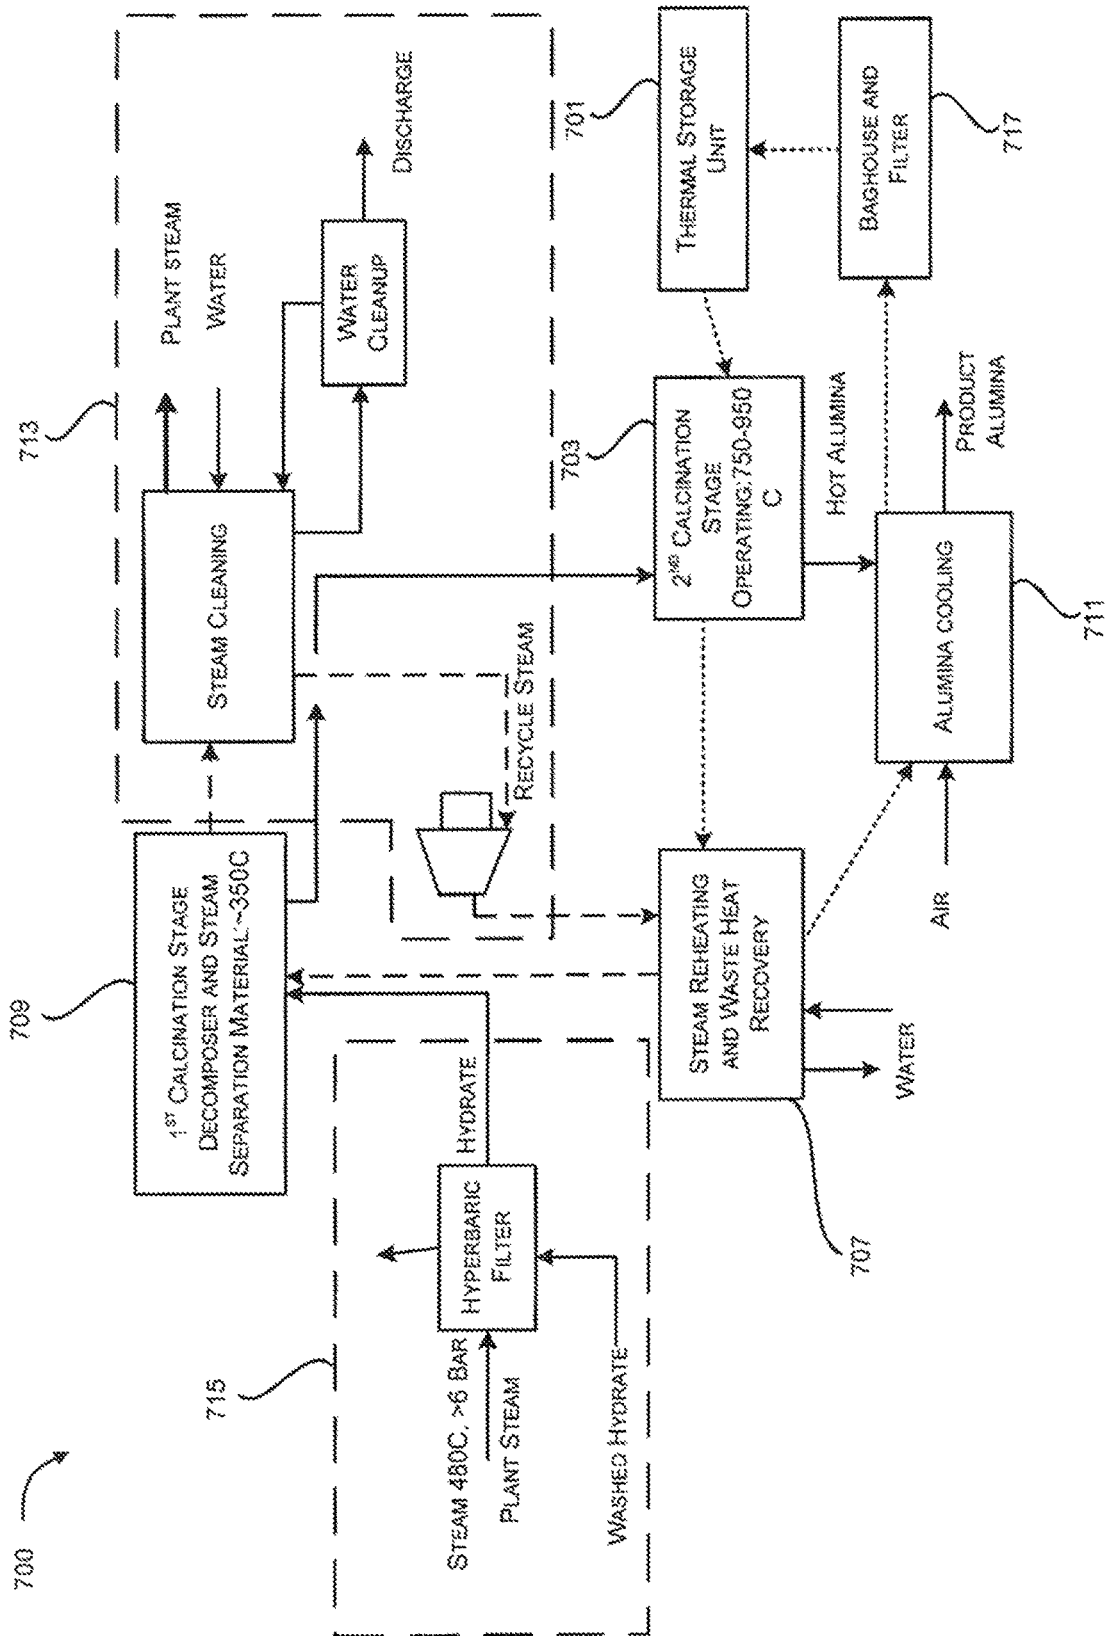 700
709
713
1ST CALCINATION STAGE
DECOMPOSER AND STEAM
SEPARATION MATERIAL:~350C
STEAM CLEANING
PLANT STEAM
WATER
715
WATER
CLEANUP
DISCHARGE
HYDRATE
STEAM 480C, >6 BAR
PLANT STEAM
HYPERBARIC
FILTER
RECYCLE STEAM
WASHED HYDRATE
701
703
THERMAL STORAGE
UNIT
STEAM REHEATING
AND WASTE HEAT
RECOVERY
2ND CALCINATION
STAGE
OPERATING:750-950
C
HOT ALUMINA
707
WATER
AIR
ALUMINA COOLING
PRODUCT
ALUMINA
BAGHOUSE AND
FILTER
711
717